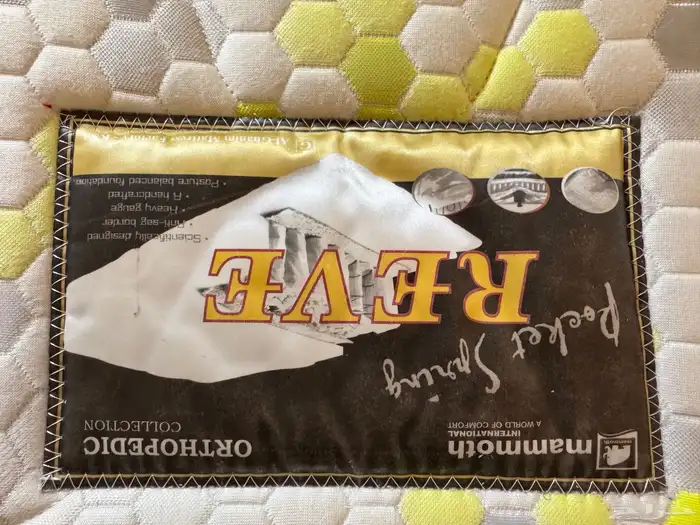 mammoth
INTERNATIONAL
A WORLD OF COMFORT
ORTHOPEDIC
COLLECTION
Pocket Spring
REVE
• Scientifically designed
• Anti-sag border
• Heavy gauge
• A handcrafted
• Posture balanced foundation